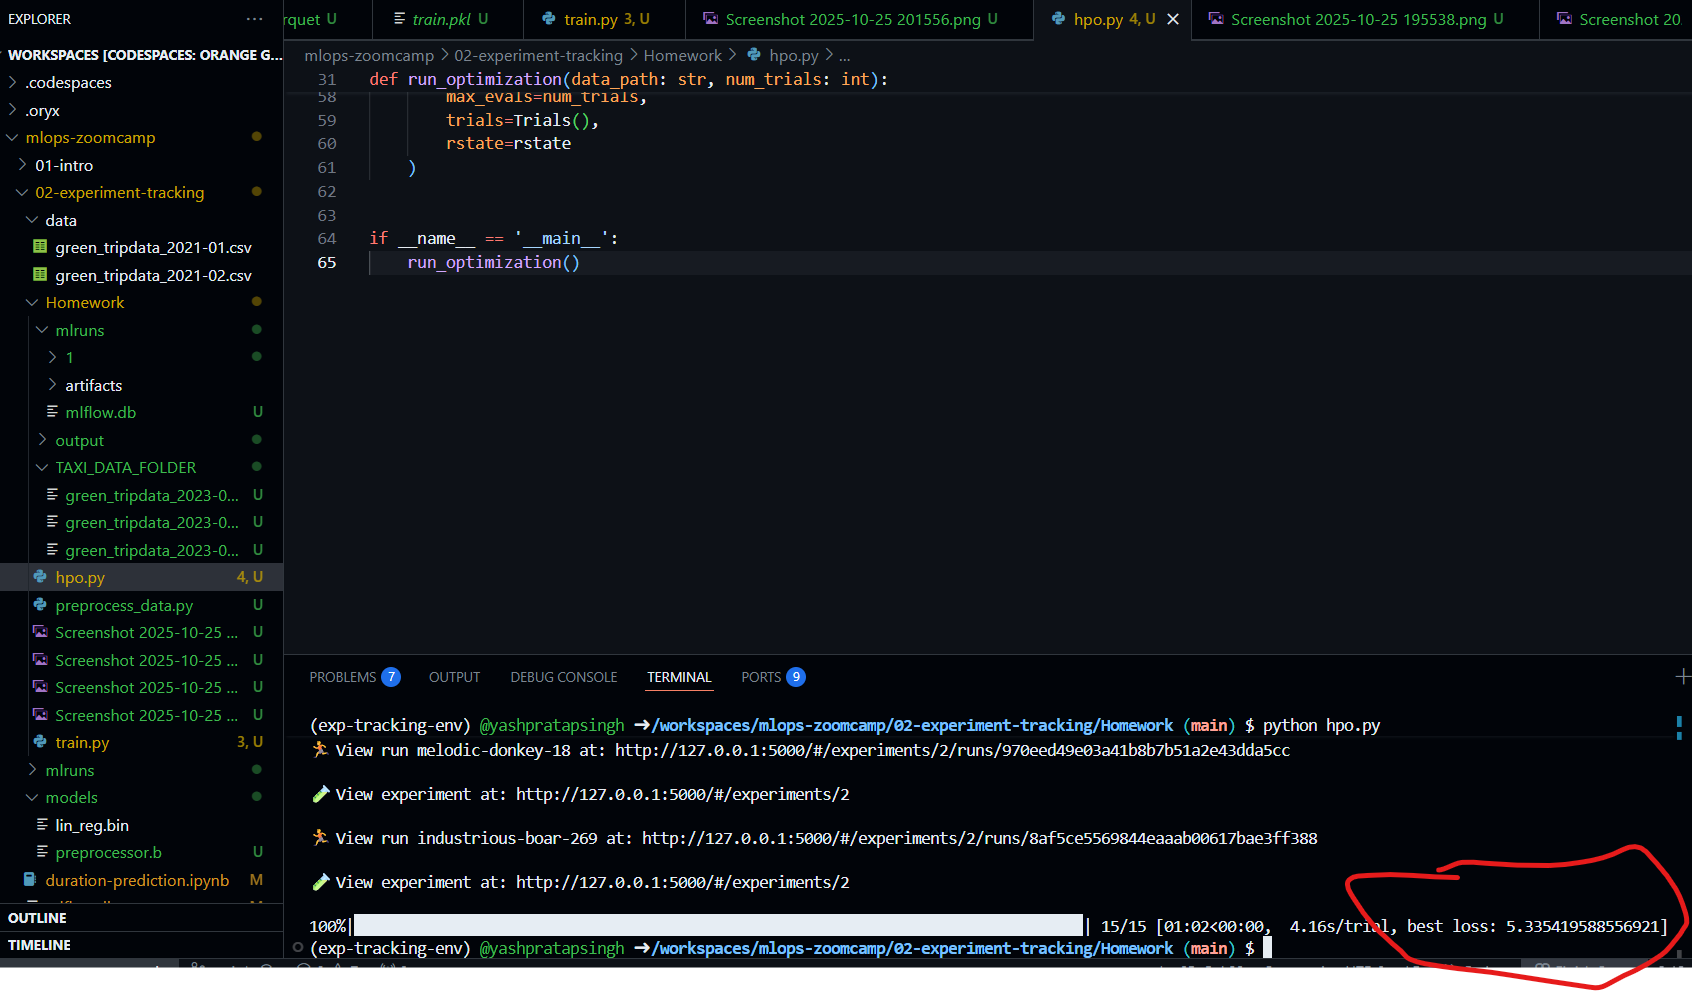 EXPLORER
···
WORKSPACES [CODESPACES: ORANGE G...
.codespaces
.oryx
mlops-zoomcamp
01-intro
02-experiment-tracking
data
green_tripdata_2021-01.csv
green_tripdata_2021-02.csv
Homework
mlruns
1
artifacts
mlflow.db U
output
TAXI_DATA_FOLDER
green_tripdata_2023-0... U
green_tripdata_2023-0... U
green_tripdata_2023-0... U
hpo.py 4, U
preprocess_data.py U
Screenshot 2025-10-25 ... U
Screenshot 2025-10-25 ... U
Screenshot 2025-10-25 ... U
Screenshot 2025-10-25 ... U
train.py 3, U
mlruns
models
lin_reg.bin
preprocessor.b U
duration-prediction.ipynb M
OUTLINE
TIMELINE
rquet U train.pkl U train.py 3, U Screenshot 2025-10-25 201556.png U hpo.py 4, U Screenshot 2025-10-25 195538.png U Screenshot 20
mlops-zoomcamp > 02-experiment-tracking > Homework > hpo.py > ...
31 def run_optimization(data_path: str, num_trials: int):
58 max_evals=num_trials,
59 trials=Trials(),
60 rstate=rstate
61 )
62
63
64 if __name__ == '__main__':
65 run_optimization()
PROBLEMS 7 OUTPUT DEBUG CONSOLE TERMINAL PORTS 9
(exp-tracking-env) @yashpratapsingh ➜/workspaces/mlops-zoomcamp/02-experiment-tracking/Homework (main) $ python hpo.py
🏃 View run melodic-donkey-18 at: http://127.0.0.1:5000/#/experiments/2/runs/970eed49e03a41b8b7b51a2e43dda5cc
🧪 View experiment at: http://127.0.0.1:5000/#/experiments/2
🏃 View run industrious-boar-269 at: http://127.0.0.1:5000/#/experiments/2/runs/8af5ce5569844eaaab00617bae3ff388
🧪 View experiment at: http://127.0.0.1:5000/#/experiments/2
100%| | 15/15 [01:02<00:00, 4.16s/trial, best loss: 5.335419588556921]
(exp-tracking-env) @yashpratapsingh ➜/workspaces/mlops-zoomcamp/02-experiment-tracking/Homework (main) $